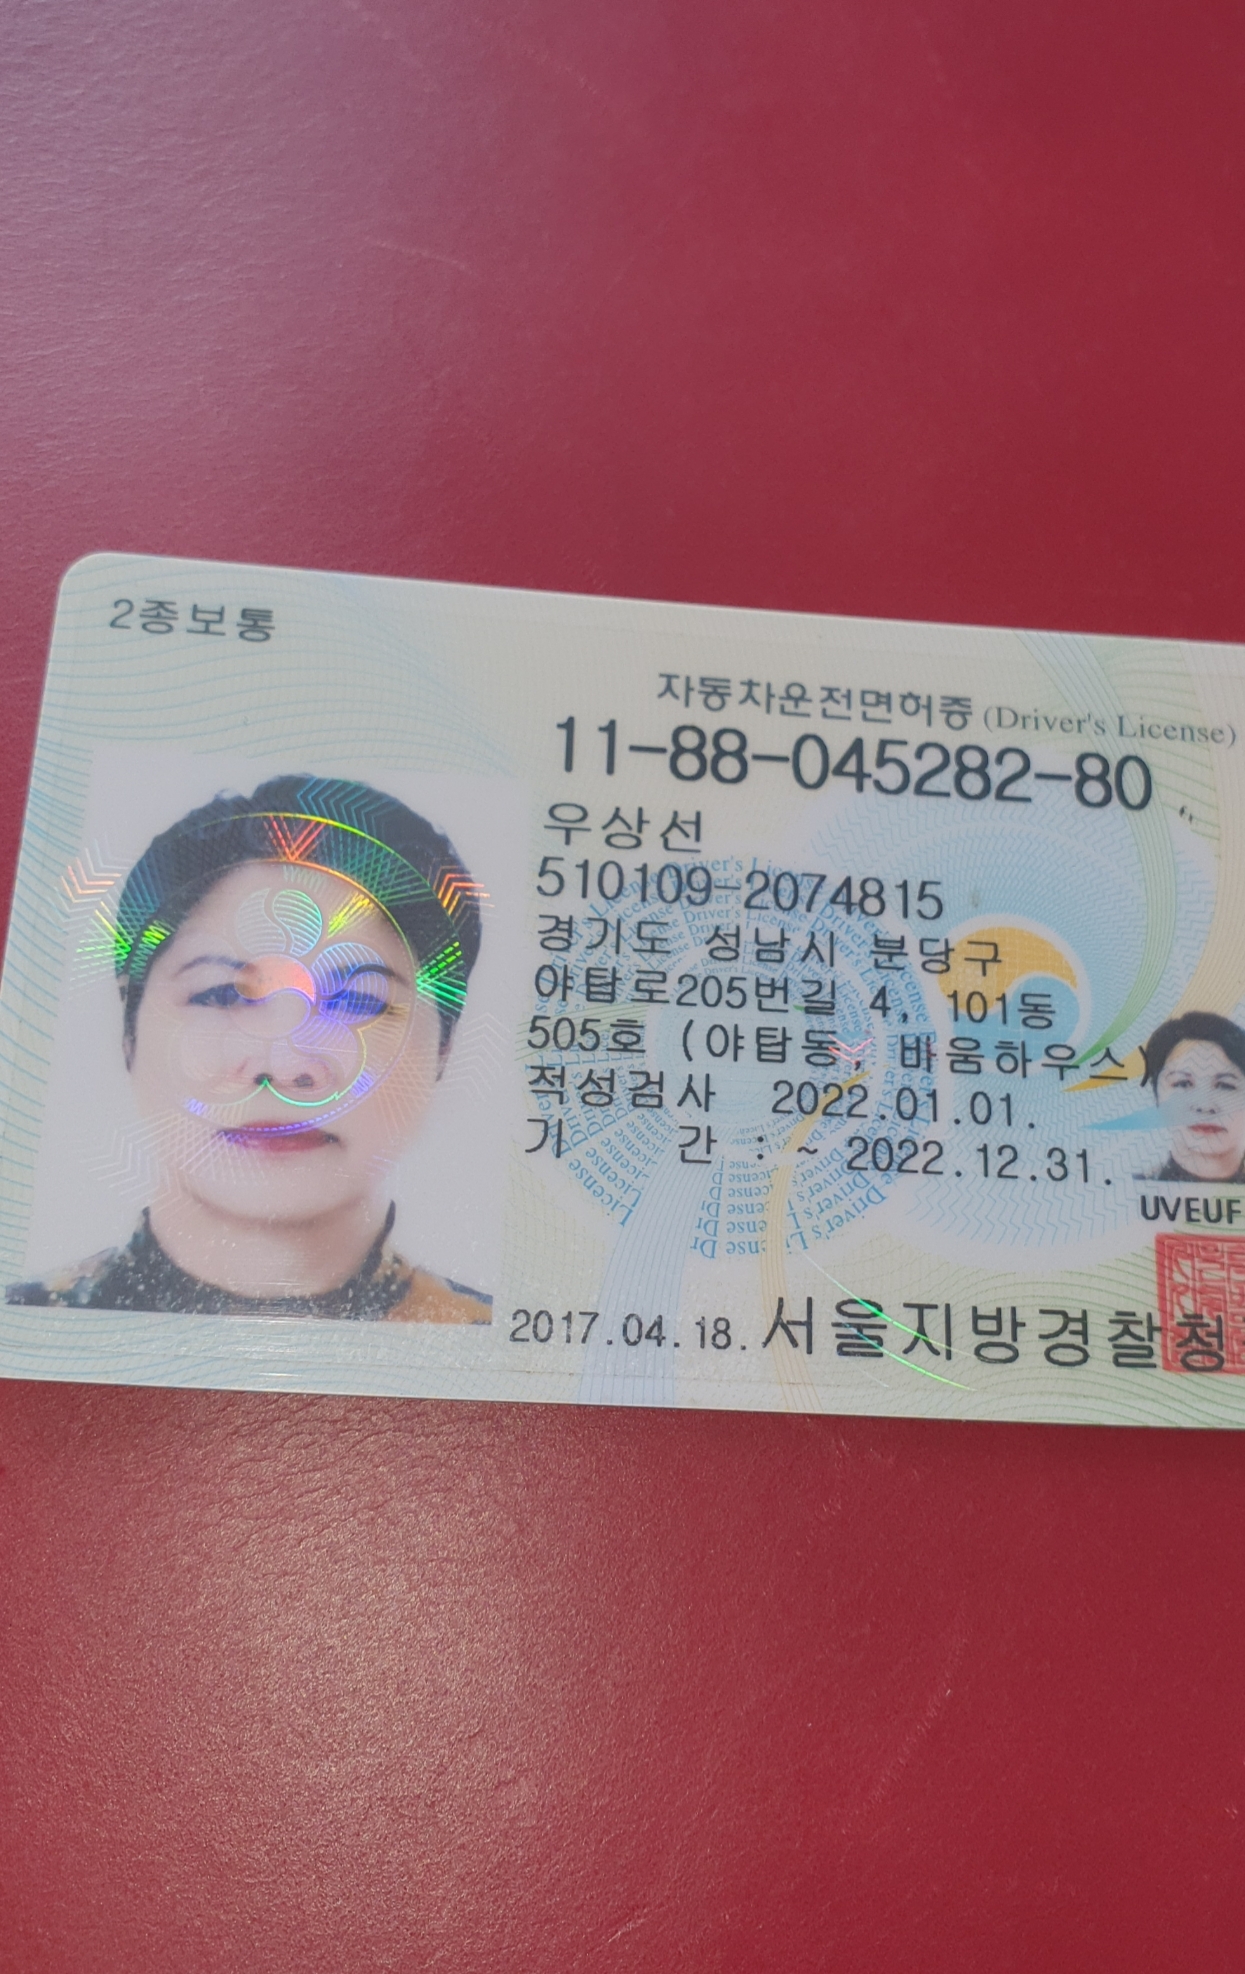 2종보통
자동차운전면허증 (Driver's License)
11-88-045282-80
우상선
510109-2074815
경기도 성남시 분당구
야탑로205번길 4, 101동
505호 (야탑동, 바움하우스)
적성검사 2022.01.01.
기 간 : ~ 2022.12.31.
UVEUF
2017.04.18. 서울지방경찰청